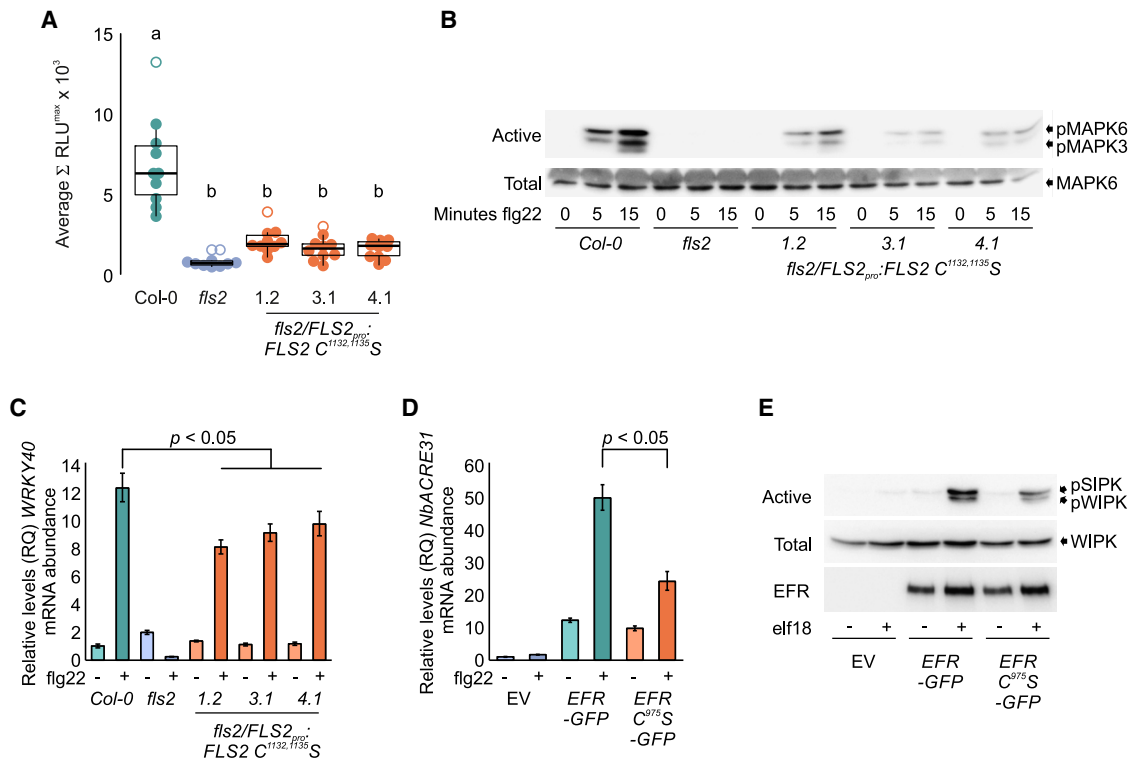 A
Average Σ RLU^max x 10^3
15
10
5
0
a
b b b b
Col-0 fls2 1.2 3.1 4.1
fls2/FLS2pro:
FLS2 C^1132,1135S
B
Active
pMAPK6
pMAPK3
Total
MAPK6
Minutes flg22 0 5 15 0 5 15 0 5 15 0 5 15 0 5 15
Col-0 fls2 1.2 3.1 4.1
fls2/FLS2pro:FLS2 C^1132,1135S
C
Relative levels (RQ) WRKY40
mRNA abundance
p < 0.05
14
12
10
8
6
4
2
0
flg22 - + - + - + - + - +
Col-0 fls2 1.2 3.1 4.1
fls2/FLS2pro:
FLS2 C^1132,1135S
D
Relative levels (RQ) NbACRE31
mRNA abundance
p < 0.05
60
50
40
30
20
10
0
flg22 - + - + - +
EV EFR EFR
-GFP C^975S
-GFP
E
Active
pSIPK
pWIPK
Total
WIPK
EFR
elf18 - + - + - +
EV EFR EFR
-GFP C^975S
-GFP